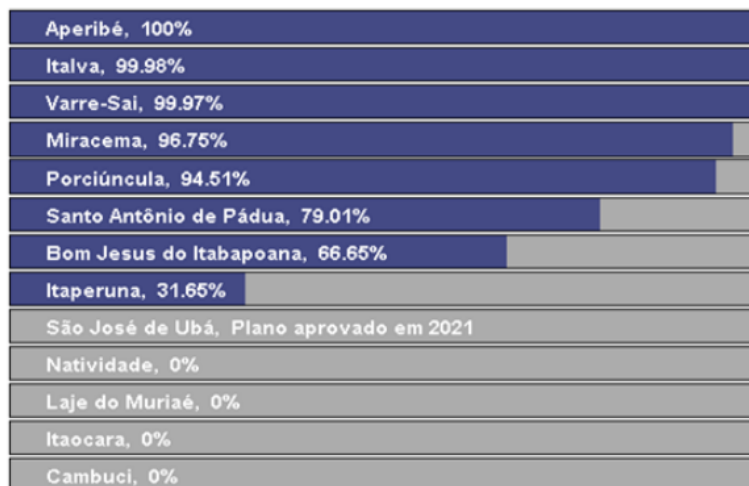 Aperibé, 100%
Italva, 99.98%
Varre-Sai, 99.97%
Miracema, 96.75%
Porciúncula, 94.51%
Santo Antônio de Pádua, 79.01%
Bom Jesus do Itabapoana, 66.65%
Itaperuna, 31.65%
São José de Ubá, Plano aprovado em 2021
Natividade, 0%
Laje do Muriaé, 0%
Itaocara, 0%
Cambuci, 0%